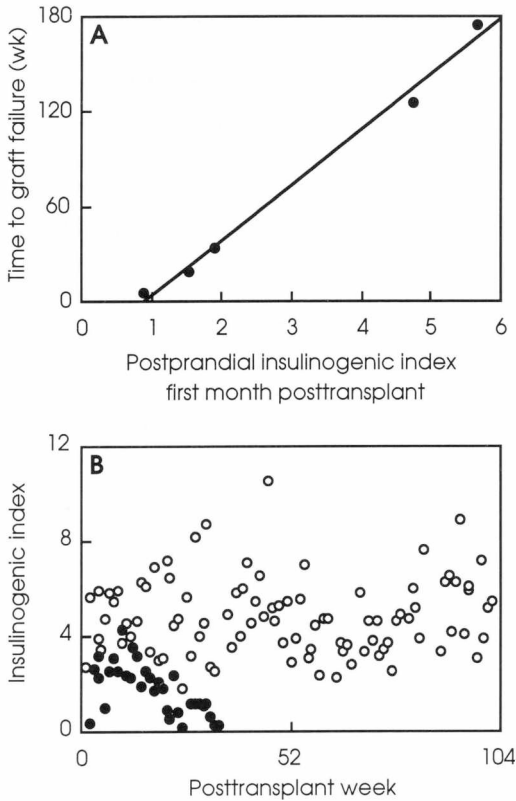 A
Time to graft failure (wk)
180
120
60
0
0 1 2 3 4 5 6
Postprandial insulinogenic index
first month posttransplant
B
Insulinogenic index
12
8
4
0
0 52 104
Posttransplant week